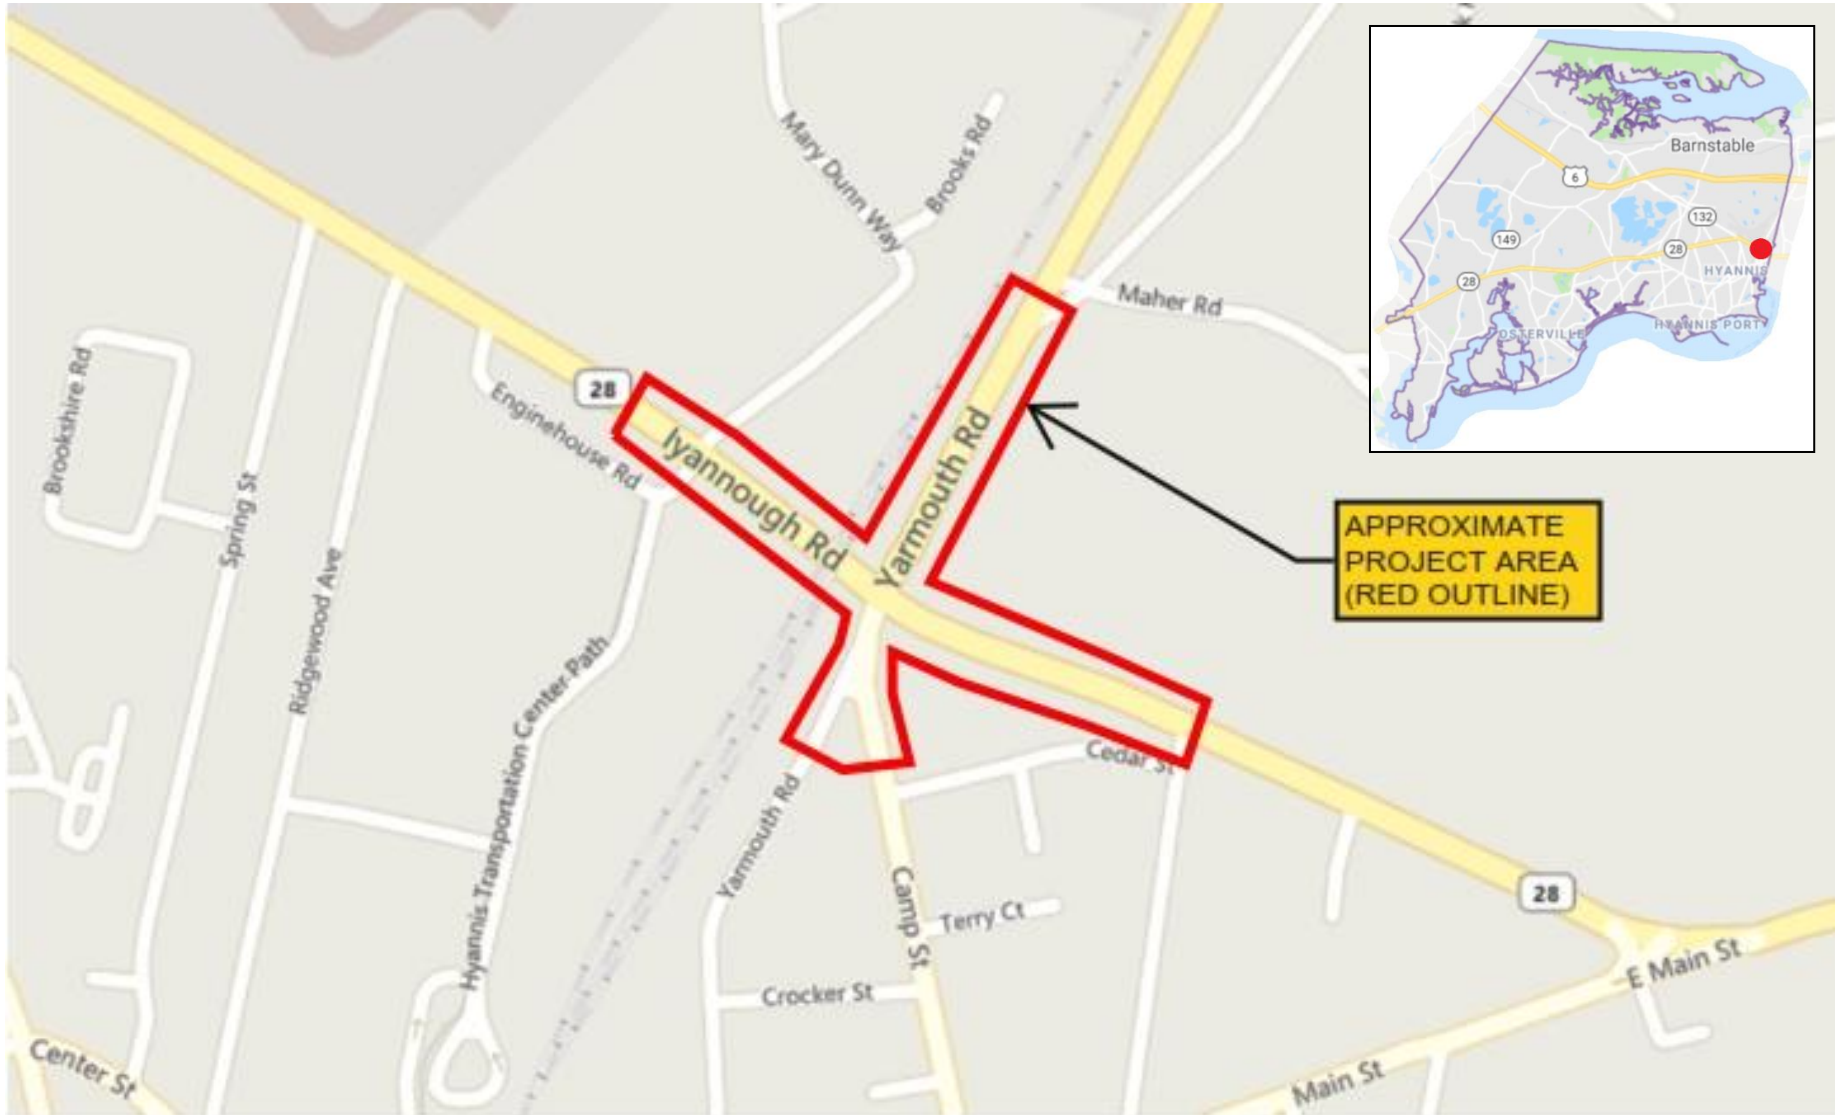 Mary Dunn Way
Brooks Rd
Maher Rd
28
Enginehouse Rd
Iyannough Rd
Yarmouth Rd
Brookshire Rd
Spring St
Ridgewood Ave
Hyannis Transportation Center Path
Cedar St
Yarmouth Rd
Camp St
Terry Ct
Crocker St
28
E Main St
Main St
Center St
APPROXIMATE
PROJECT AREA
(RED OUTLINE)
Barnstable
6
132
149
28
28
HYANNIS
OSTERVILLE
HYANNIS PORT